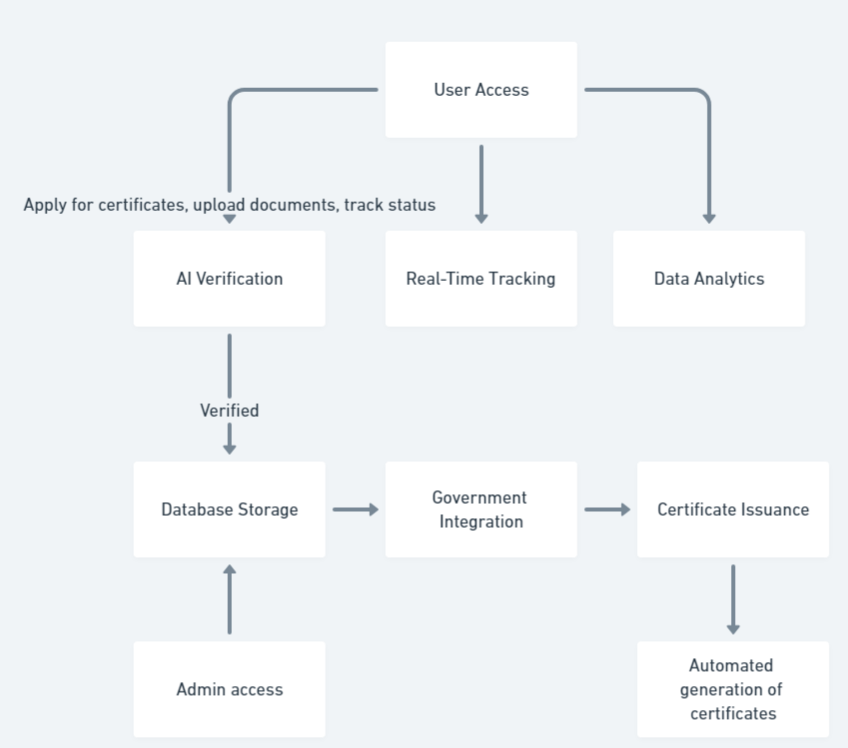 User Access
Apply for certificates, upload documents, track status
AI Verification
Real-Time Tracking
Data Analytics
Verified
Database Storage
Government
Integration
Certificate Issuance
Admin access
Automated
generation of
certificates